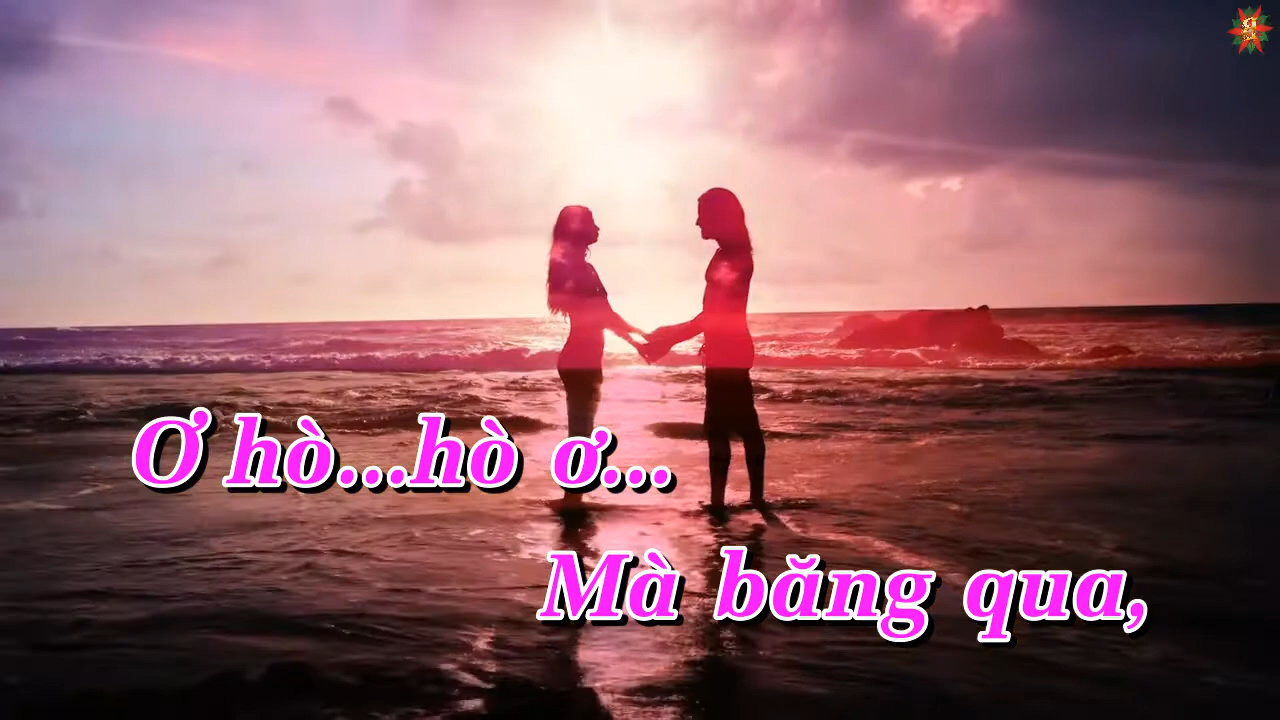 Ơ hò...hò ơ...
Mà băng qua,